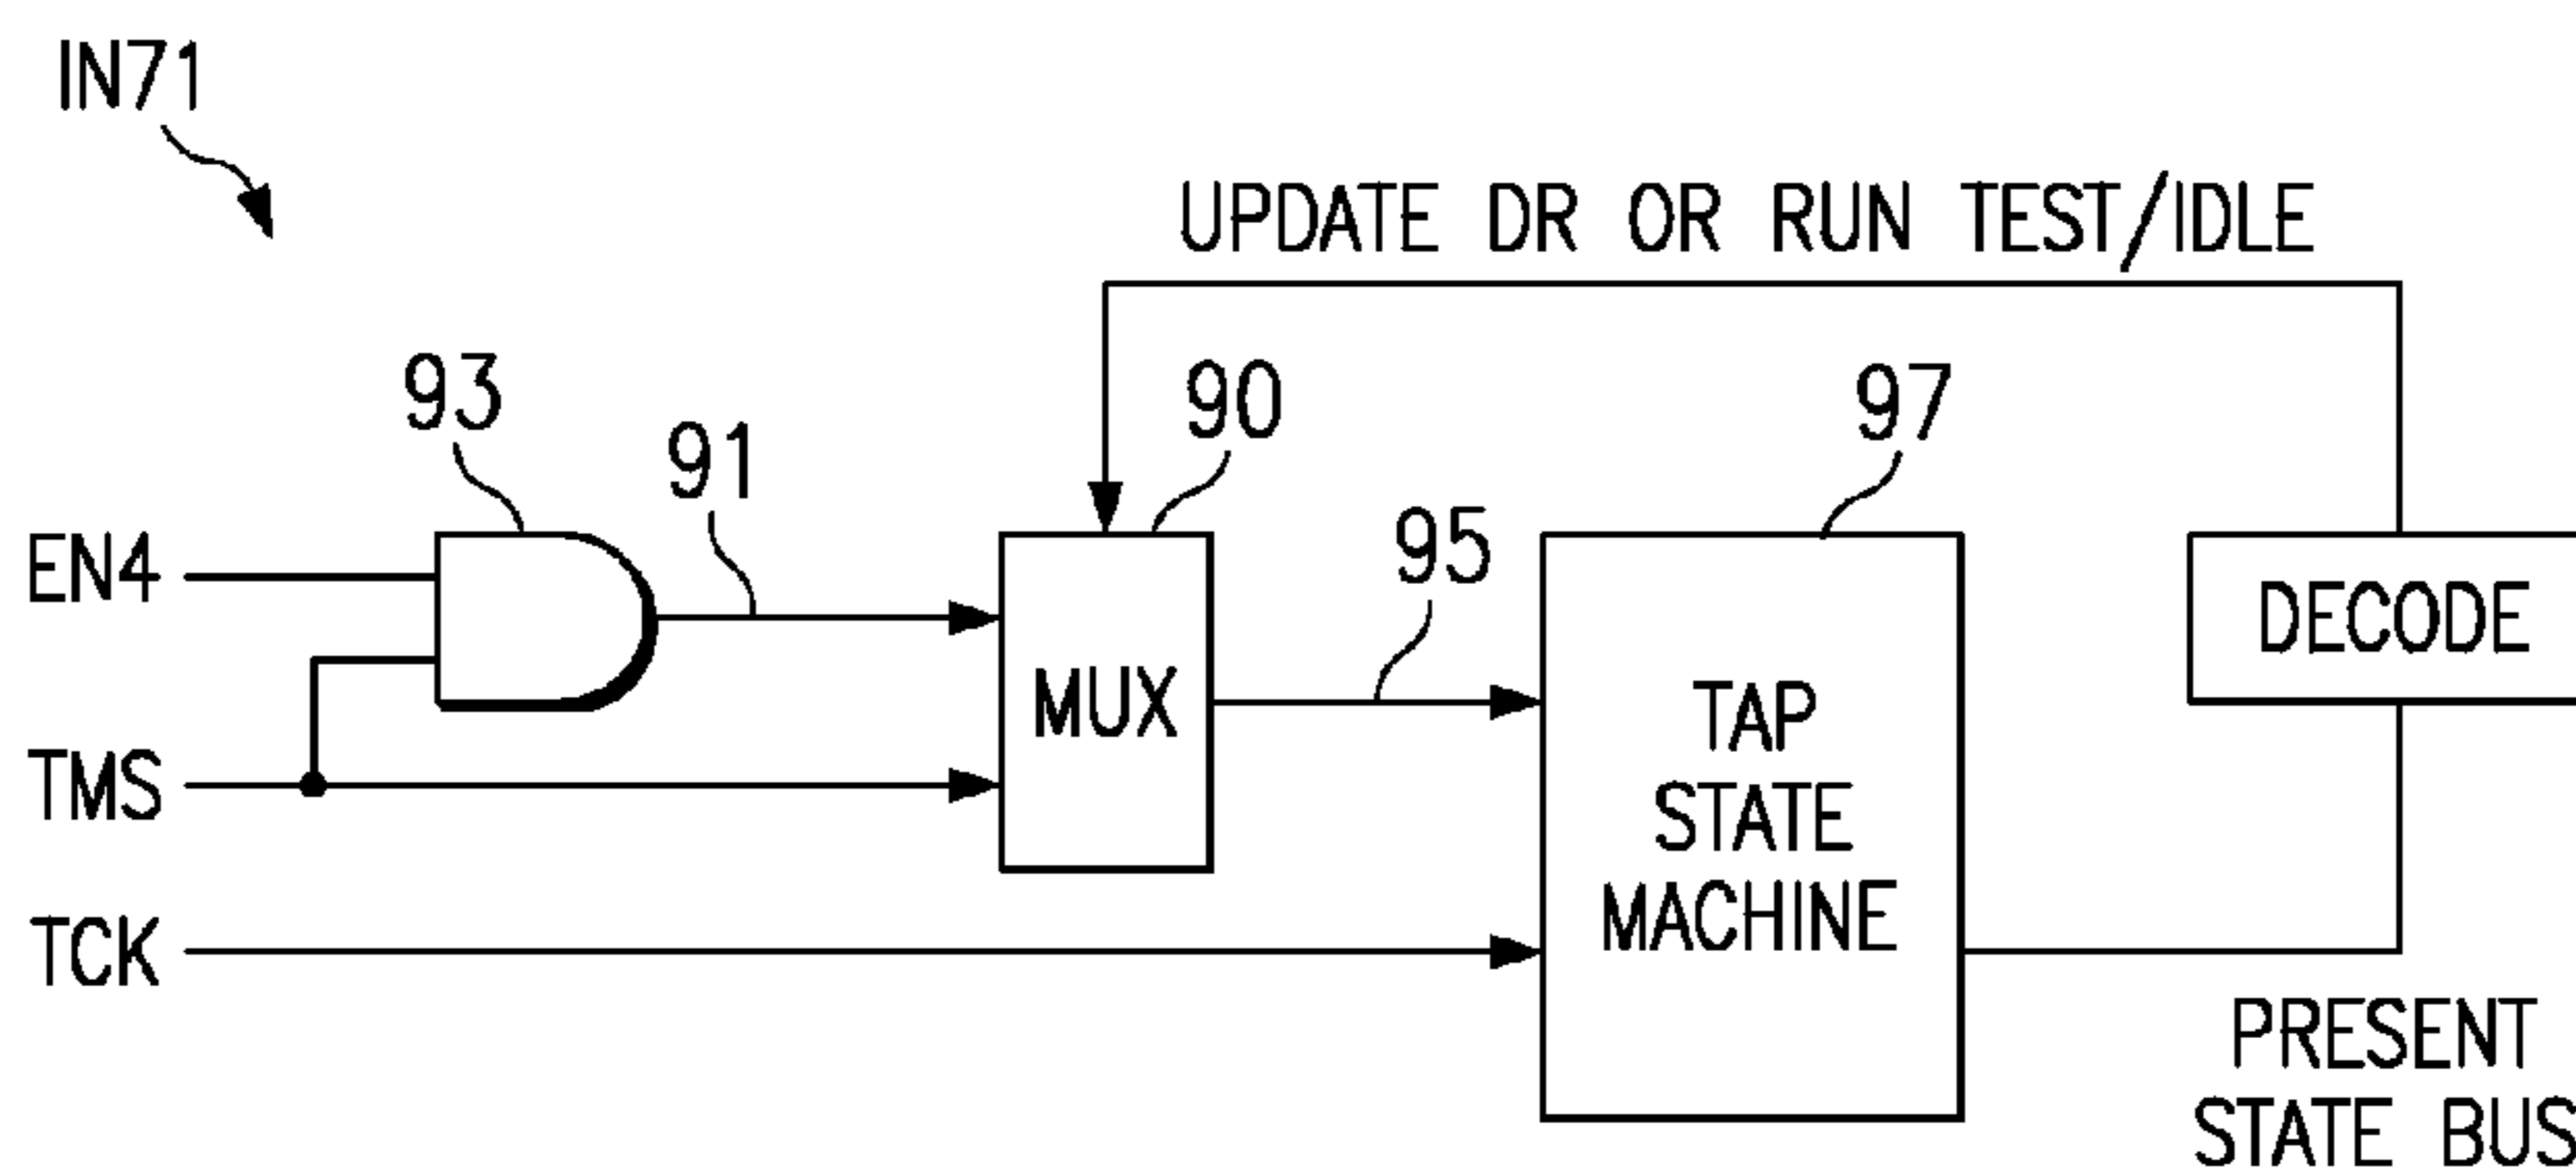 IN71
UPDATE DR OR RUN TEST/IDLE
93
91
90
97
95
EN4
DECODE
MUX
TAP
STATE
MACHINE
TMS
TCK
PRESENT
STATE BUS